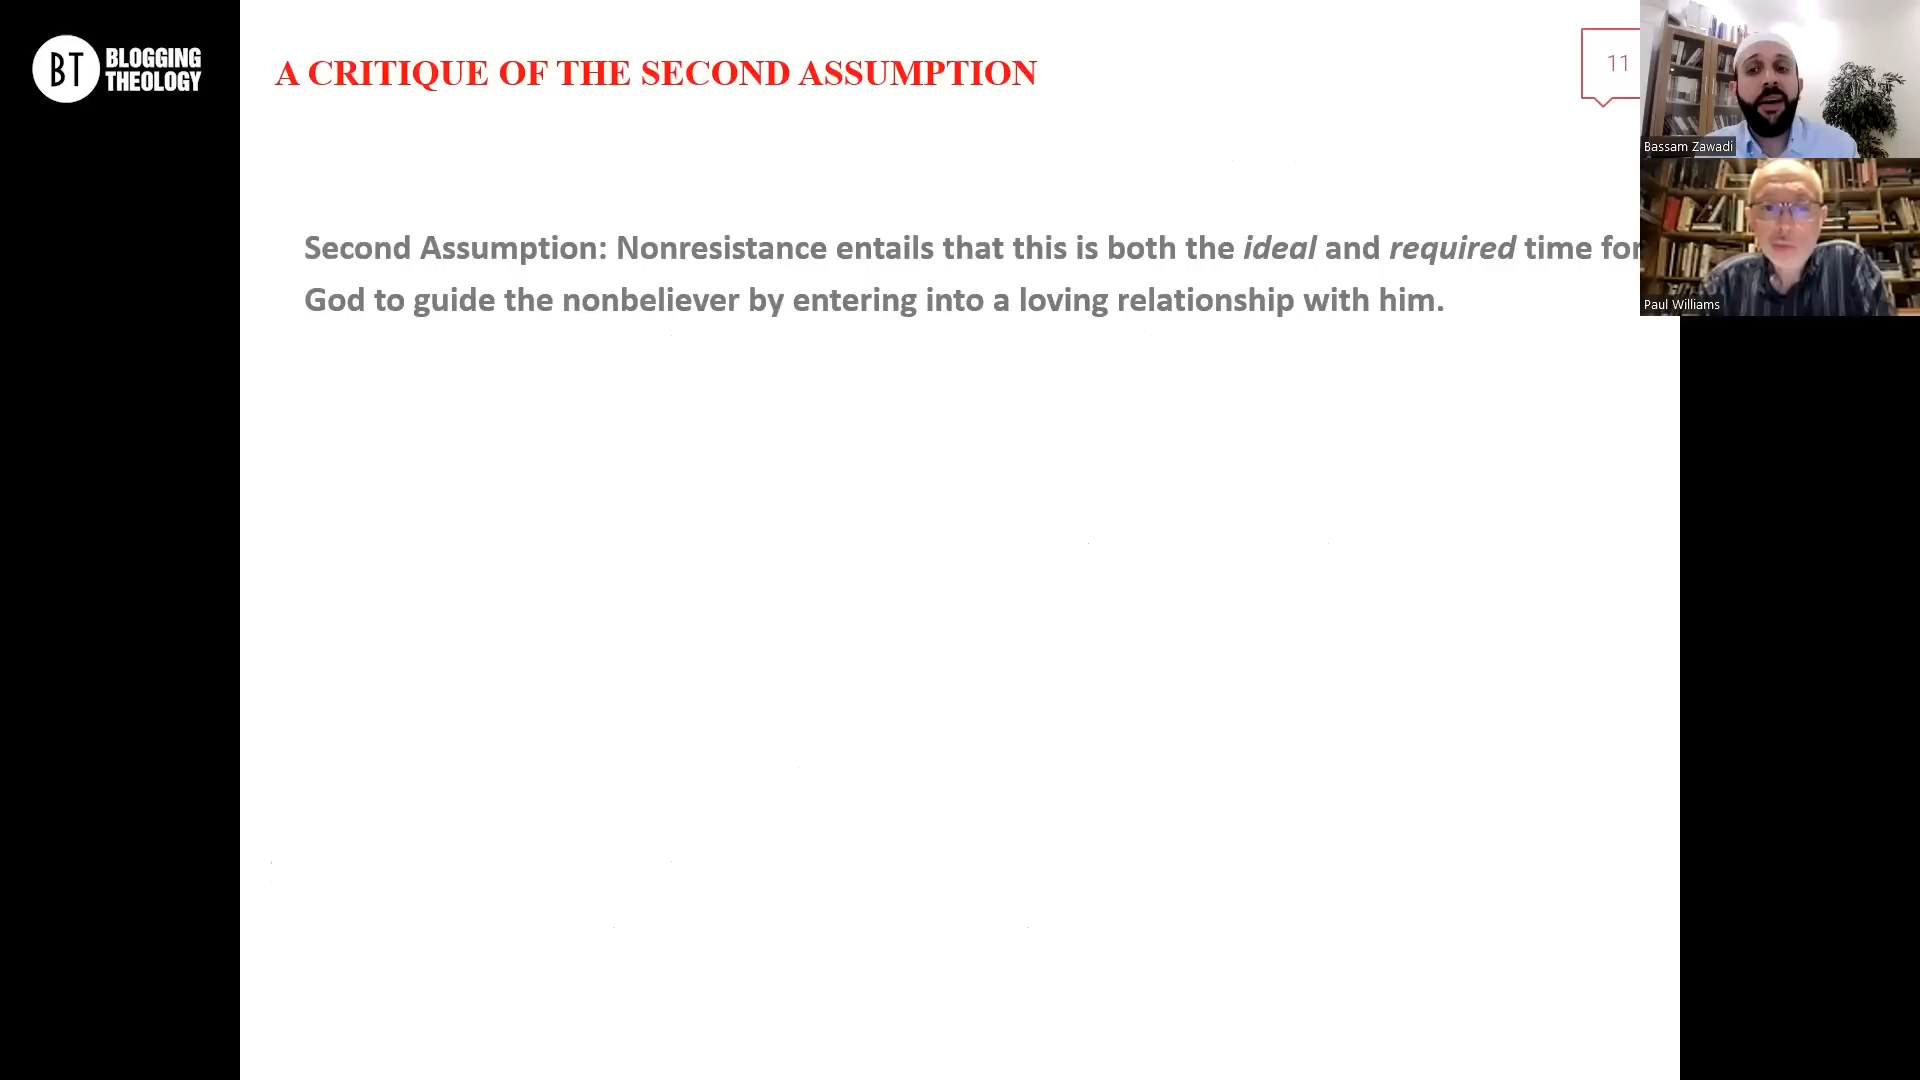 BT BLOGGING
THEOLOGY
A CRITIQUE OF THE SECOND ASSUMPTION
11
Bassam Zawadi
Second Assumption: Nonresistance entails that this is both the ideal and required time for
God to guide the nonbeliever by entering into a loving relationship with him.
Paul Williams